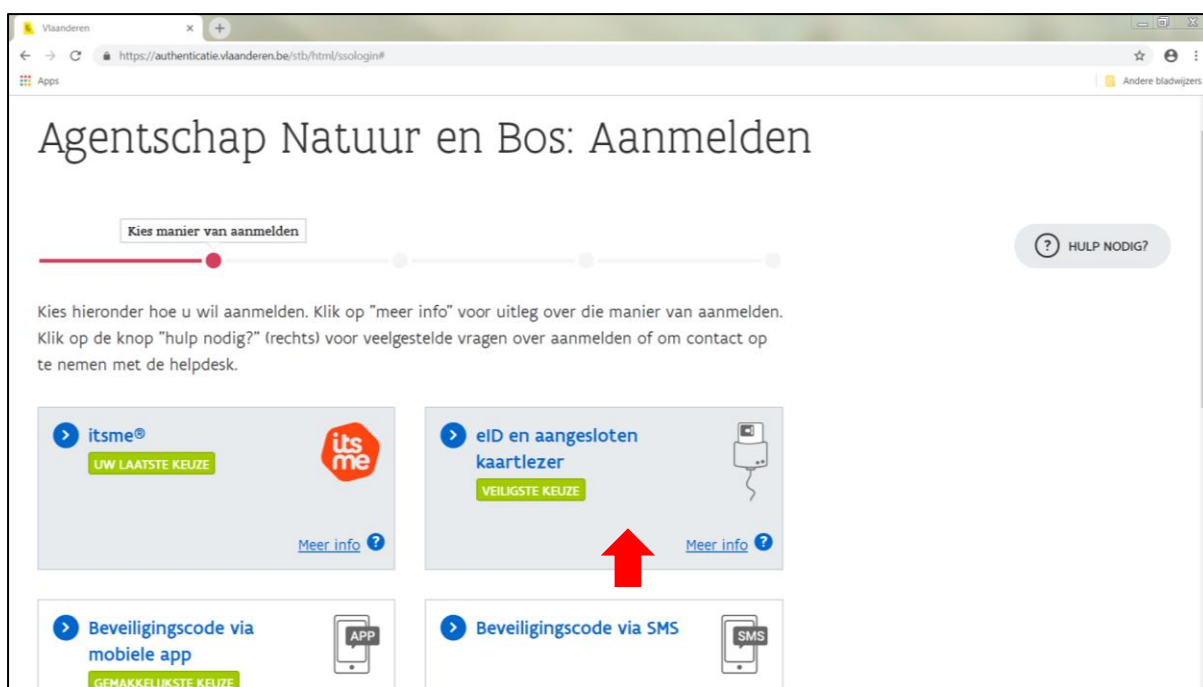 Vlaanderen
https://authenticatie.vlaanderen.be/stb/html/ssologin#
Apps
Andere bladwijzers
Agentschap Natuur en Bos: Aanmelden
Kies manier van aanmelden
HULP NODIG?
Kies hieronder hoe u wil aanmelden. Klik op "meer info" voor uitleg over die manier van aanmelden.
Klik op de knop "hulp nodig?" (rechts) voor veelgestelde vragen over aanmelden of om contact op
te nemen met de helpdesk.
itsme®
UW LAATSTE KEUZE
its
me
Meer info
eID en aangesloten
kaartlezer
VEILIGSTE KEUZE
Meer info
Beveiligingscode via
mobiele app
GEMAKKELIJKSTE KEUZE
APP
Beveiligingscode via SMS
SMS